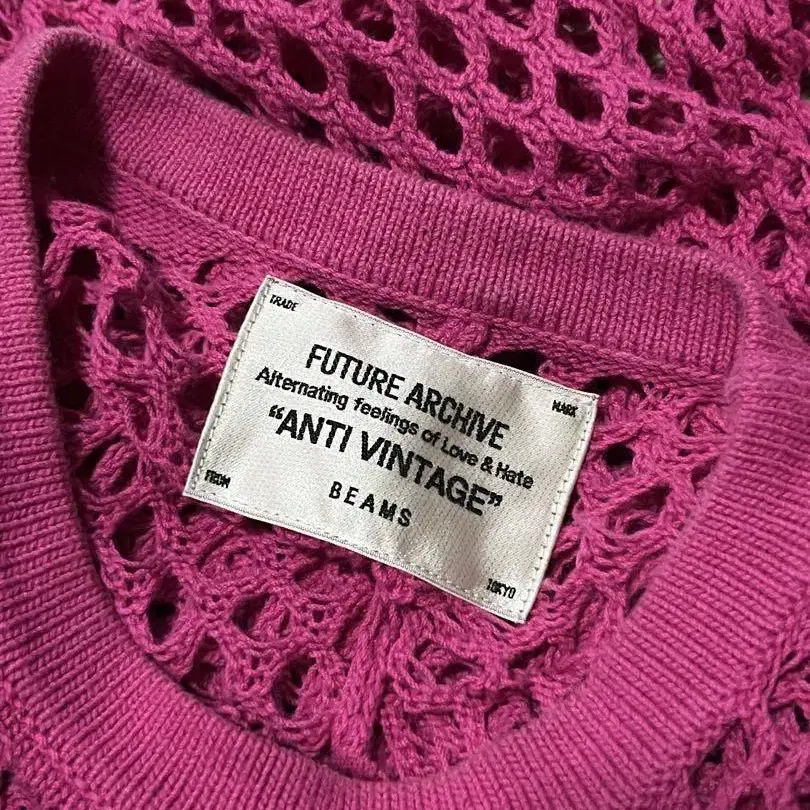 TRADE
MARK
FUTURE ARCHIVE
Alternating feelings of Love & Hate
“ANTI VINTAGE”
BEAMS
FROM
TOKYO